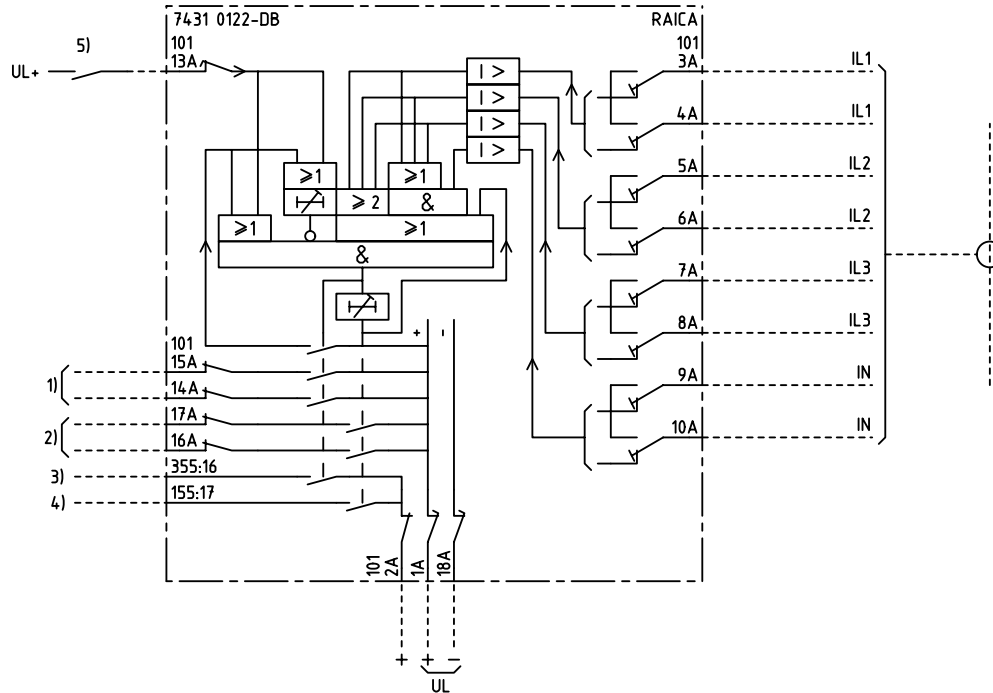 7431 0122-DB RAICA
5) 101 101
UL+ 13A 3A IL1
I >
I >
4A IL1
I >
I >
5A IL2
⩾1 ⩾1
⩾ 2 &
6A IL2
⩾1 ⩾1
&
7A IL3
+ -
8A IL3
101
15A
1) 14A 9A IN
17A
2) 16A 10A IN
3) 355:16
4) 155:17
101 2A 1A 18A
+ + −
UL